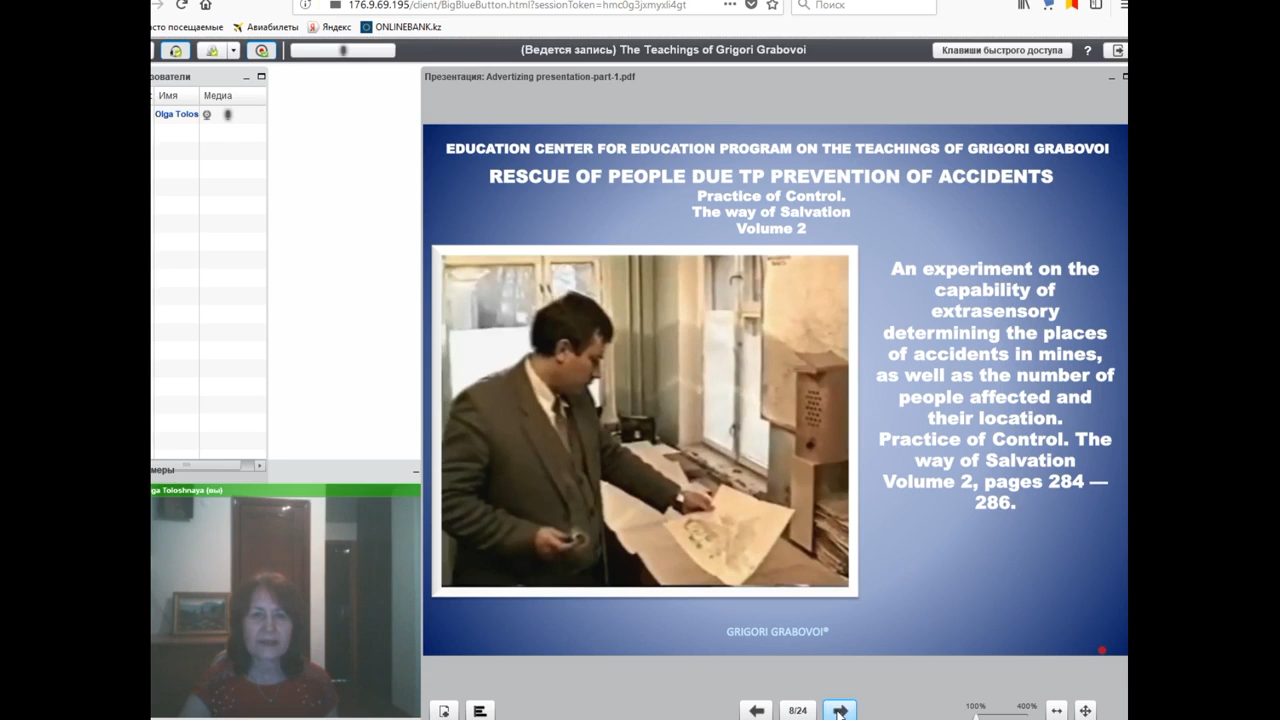 176.9.69.195/client/BigBlueButton.html?sessionToken=hmc0g3jxmyxli4gt
Поиск
сто посещаемые
Авиабилеты
Яндекс
ONLINEBANK.kz
(Ведется запись) The Teachings of Grigori Grabovoi
Клавиши быстрого доступа
?
зователи
Имя
Медиа
Olga Tolos
Презентация: Advertizing presentation-part-1.pdf
EDUCATION CENTER FOR EDUCATION PROGRAM ON THE TEACHINGS OF GRIGORI GRABOVOI
RESCUE OF PEOPLE DUE TP PREVENTION OF ACCIDENTS
Practice of Control.
The way of Salvation
Volume 2
An experiment on the
capability of
extrasensory
determining the places
of accidents in mines,
as well as the number of
people affected and
their location.
Practice of Control. The
way of Salvation
Volume 2, pages 284 —
286.
GRIGORI GRABOVOI®
меры
ga Toloshnaya (вы)
8/24
100%
400%